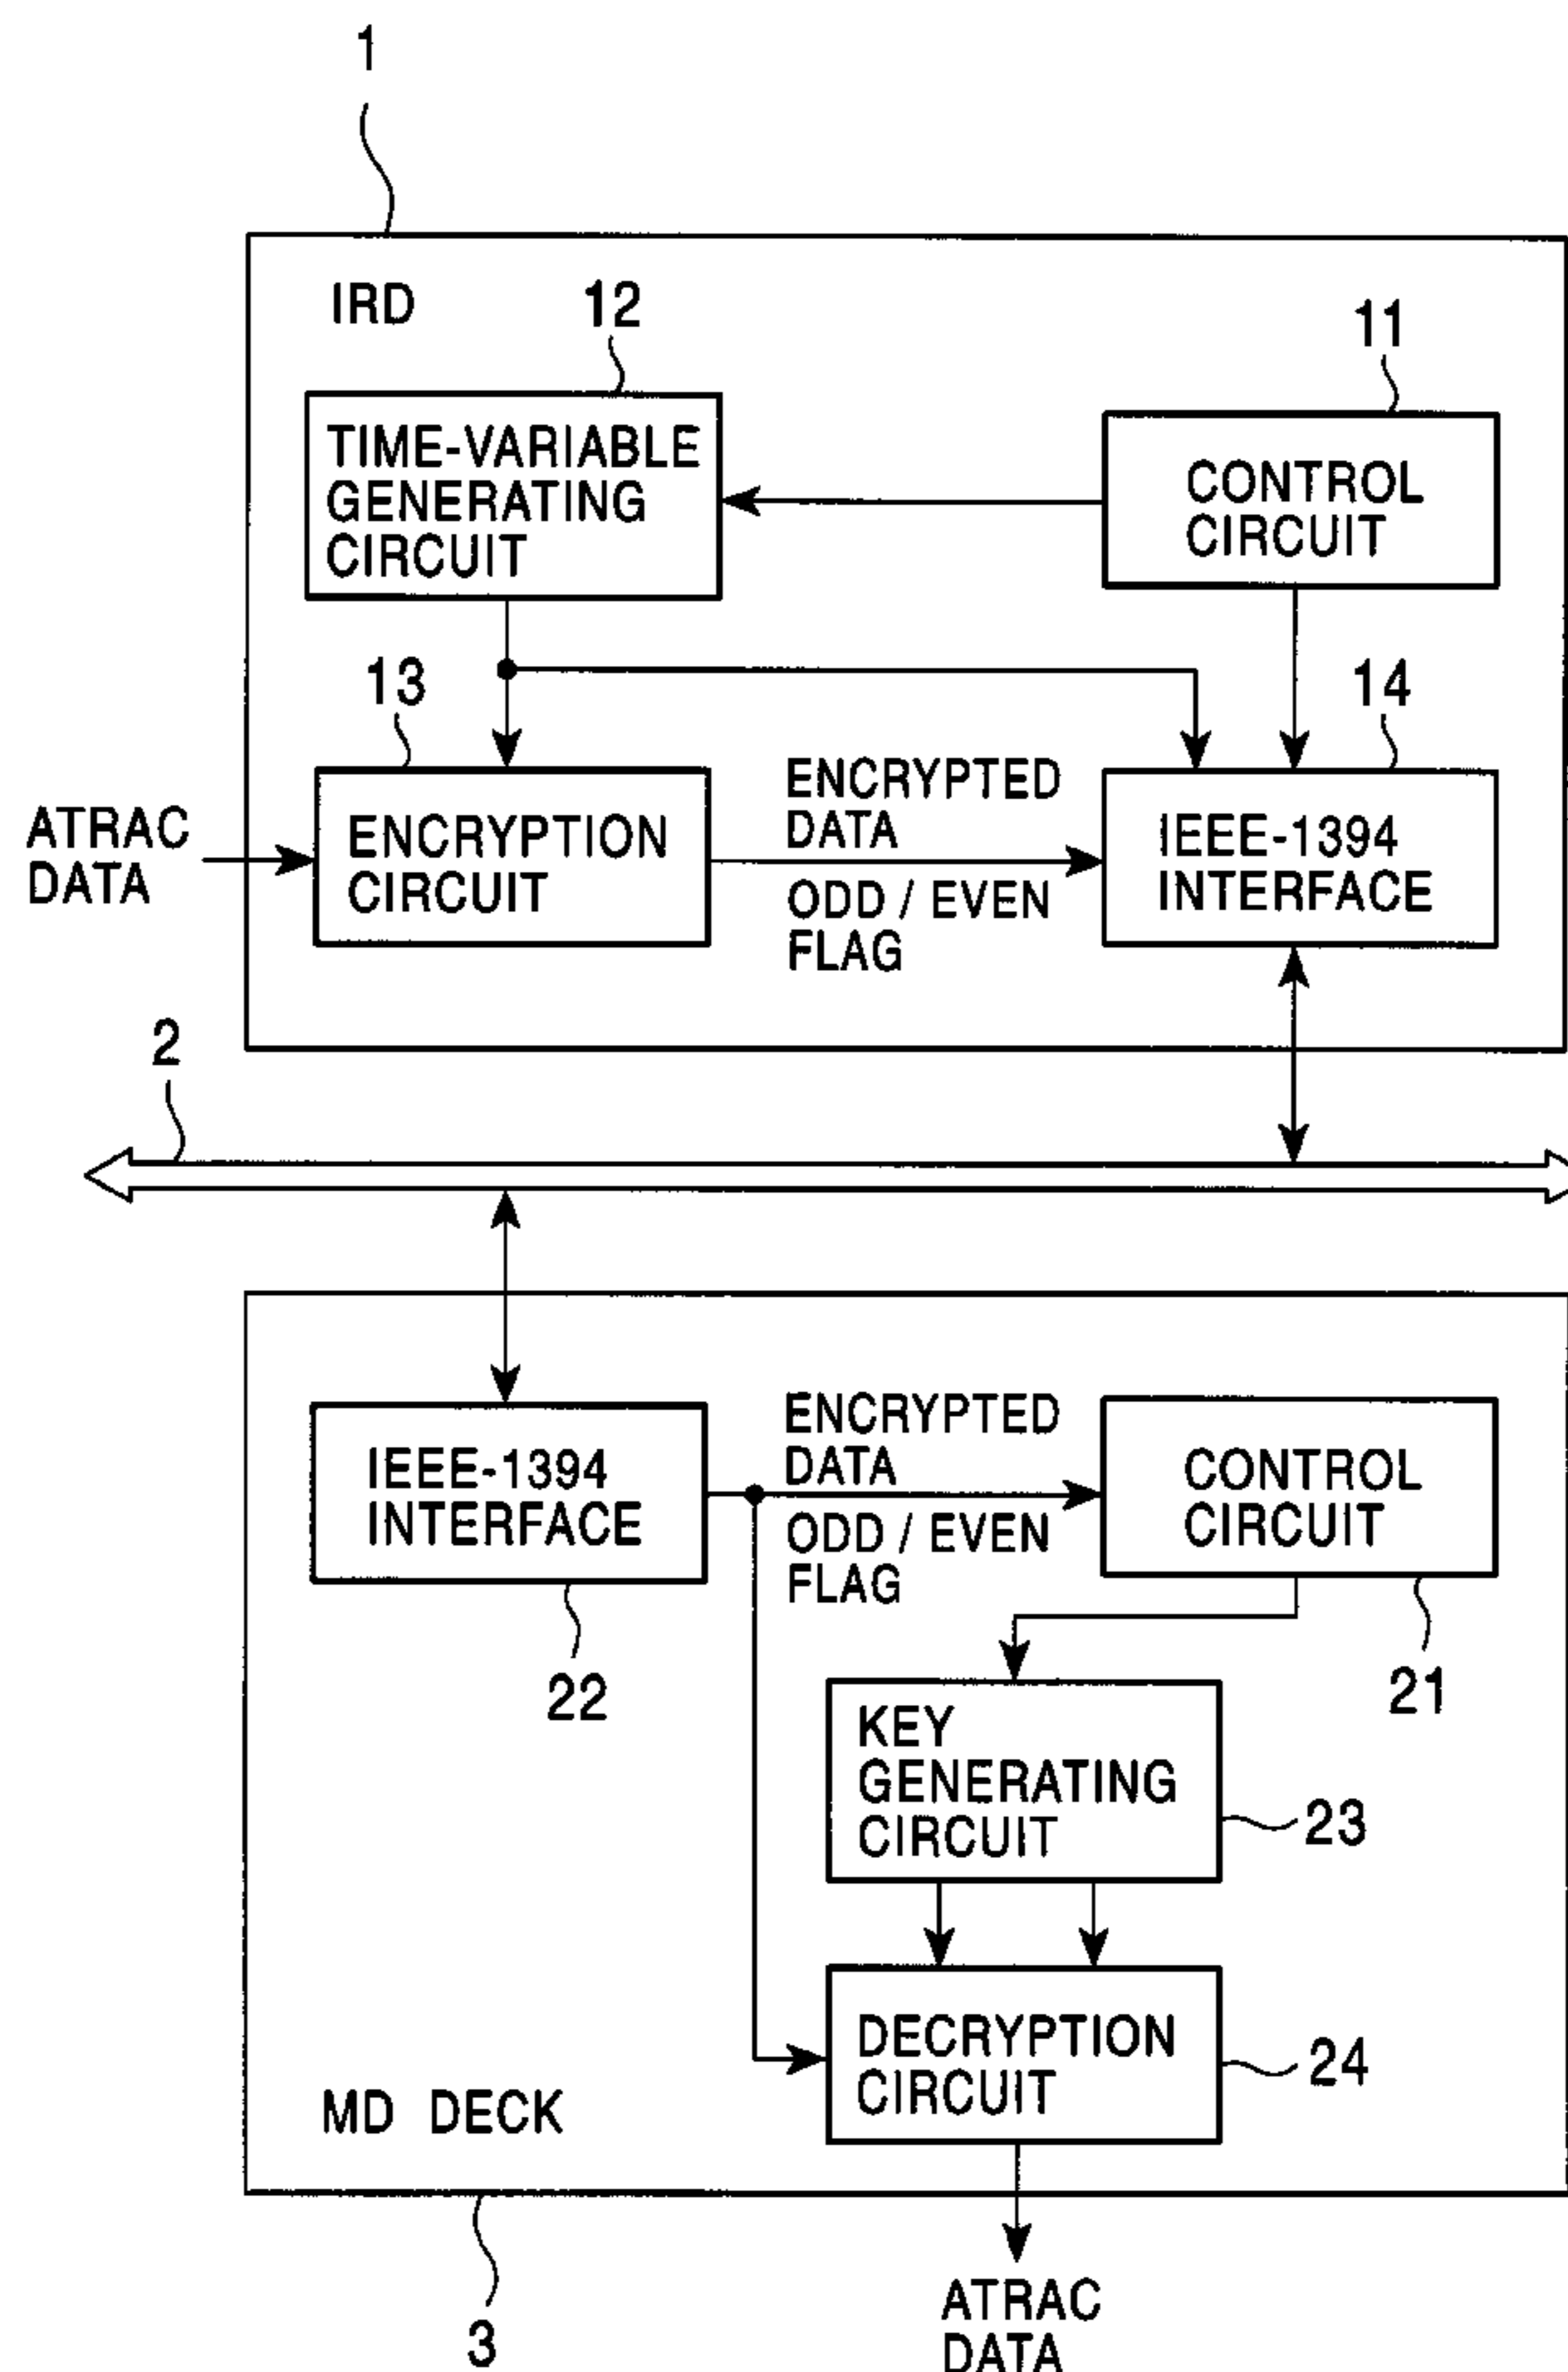 1
IRD
12
11
TIME-VARIABLE
GENERATING
CIRCUIT
CONTROL
CIRCUIT
13
14
ATRAC
DATA
ENCRYPTION
CIRCUIT
ENCRYPTED
DATA
ODD / EVEN
FLAG
IEEE-1394
INTERFACE
2
IEEE-1394
INTERFACE
ENCRYPTED
DATA
ODD / EVEN
FLAG
CONTROL
CIRCUIT
22
21
KEY
GENERATING
CIRCUIT
23
DECRYPTION
CIRCUIT
24
MD DECK
3
ATRAC
DATA